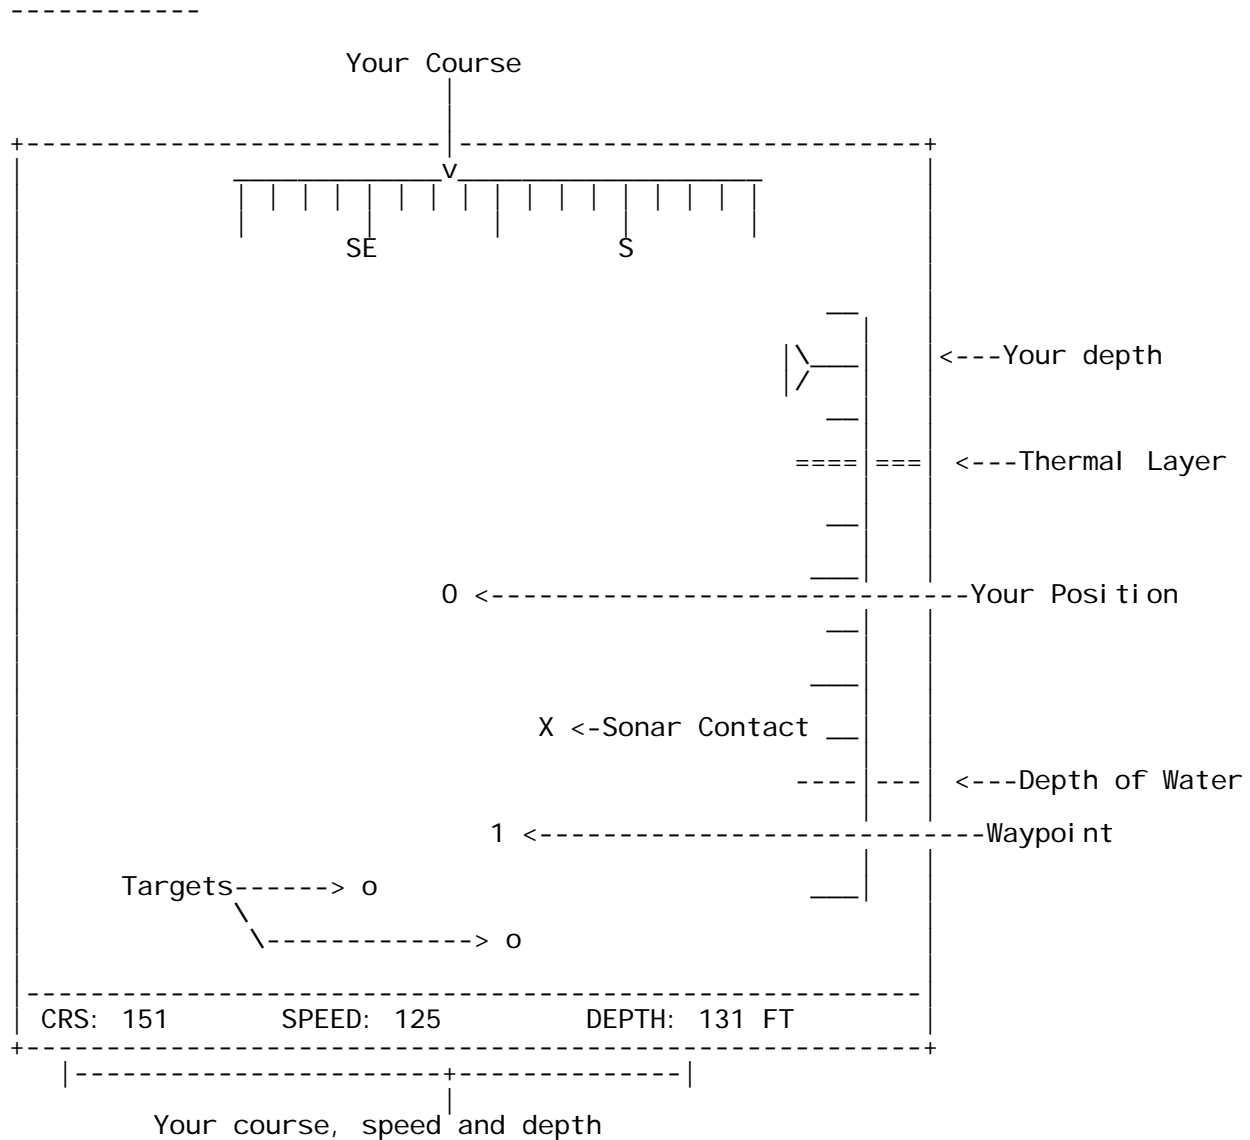 ------------
Your Course
v
SE S
<---Your depth
==== === <---Thermal Layer
O <------------------------------Your Position
X <-Sonar Contact
---- --- <---Depth of Water
1 <----------------------------Waypoint
Targets------> o
\-------------> o
CRS: 151 SPEED: 125 DEPTH: 131 FT
Your course, speed and depth